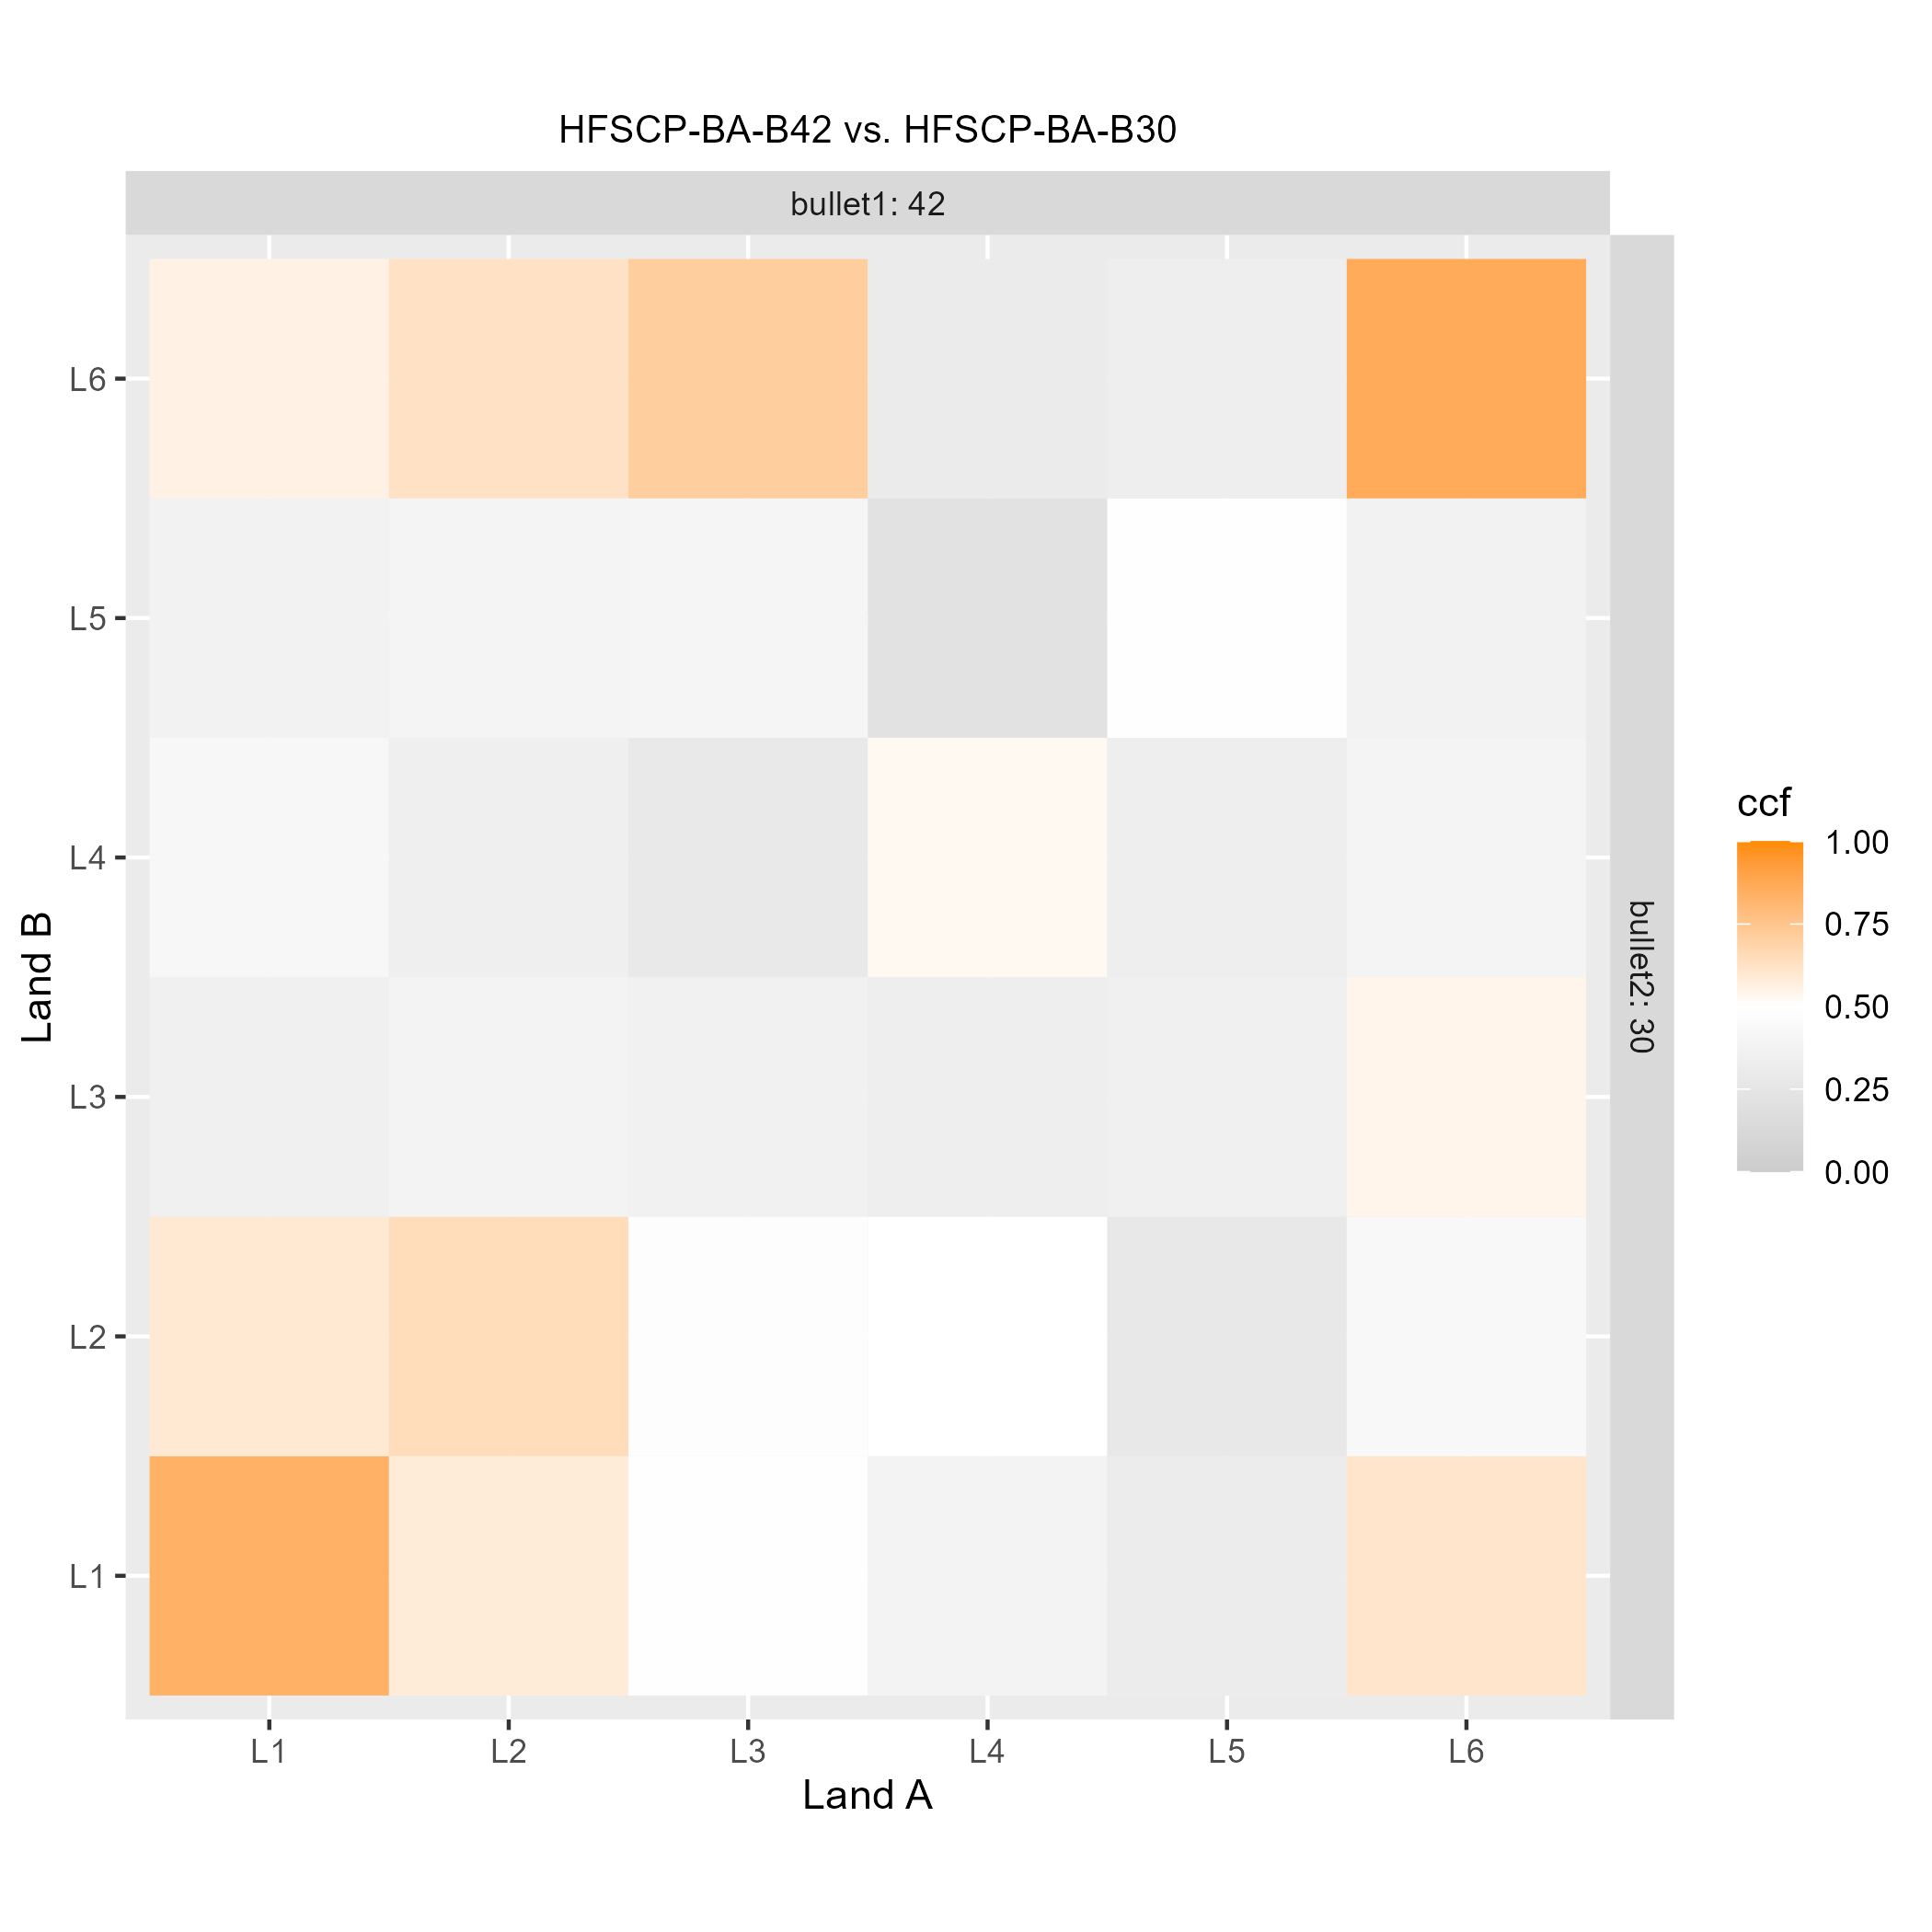 HFSCP-BA-B42 vs. HFSCP-BA-B30
bullet1: 42
L6
L5
L4
L3
L2
L1
Land B
bullet2: 30
L1 L2 L3 L4 L5 L6
Land A
ccf
1.00
0.75
0.50
0.25
0.00